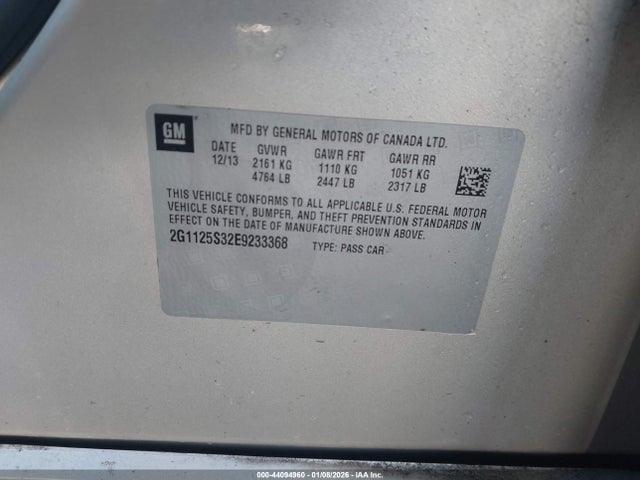 GM
MFD BY GENERAL MOTORS OF CANADA LTD.
DATE GVWR GAWR FRT GAWR RR
12/13 2161 KG 1110 KG 1051 KG
4764 LB 2447 LB 2317 LB
THIS VEHICLE CONFORMS TO ALL APPLICABLE U.S. FEDERAL MOTOR
VEHICLE SAFETY, BUMPER, AND THEFT PREVENTION STANDARDS IN
EFFECT ON THE DATE OF MANUFACTURE SHOWN ABOVE.
2G1125S32E9233368 TYPE: PASS CAR
000-44094960 - 01/08/2026 - IAA Inc.